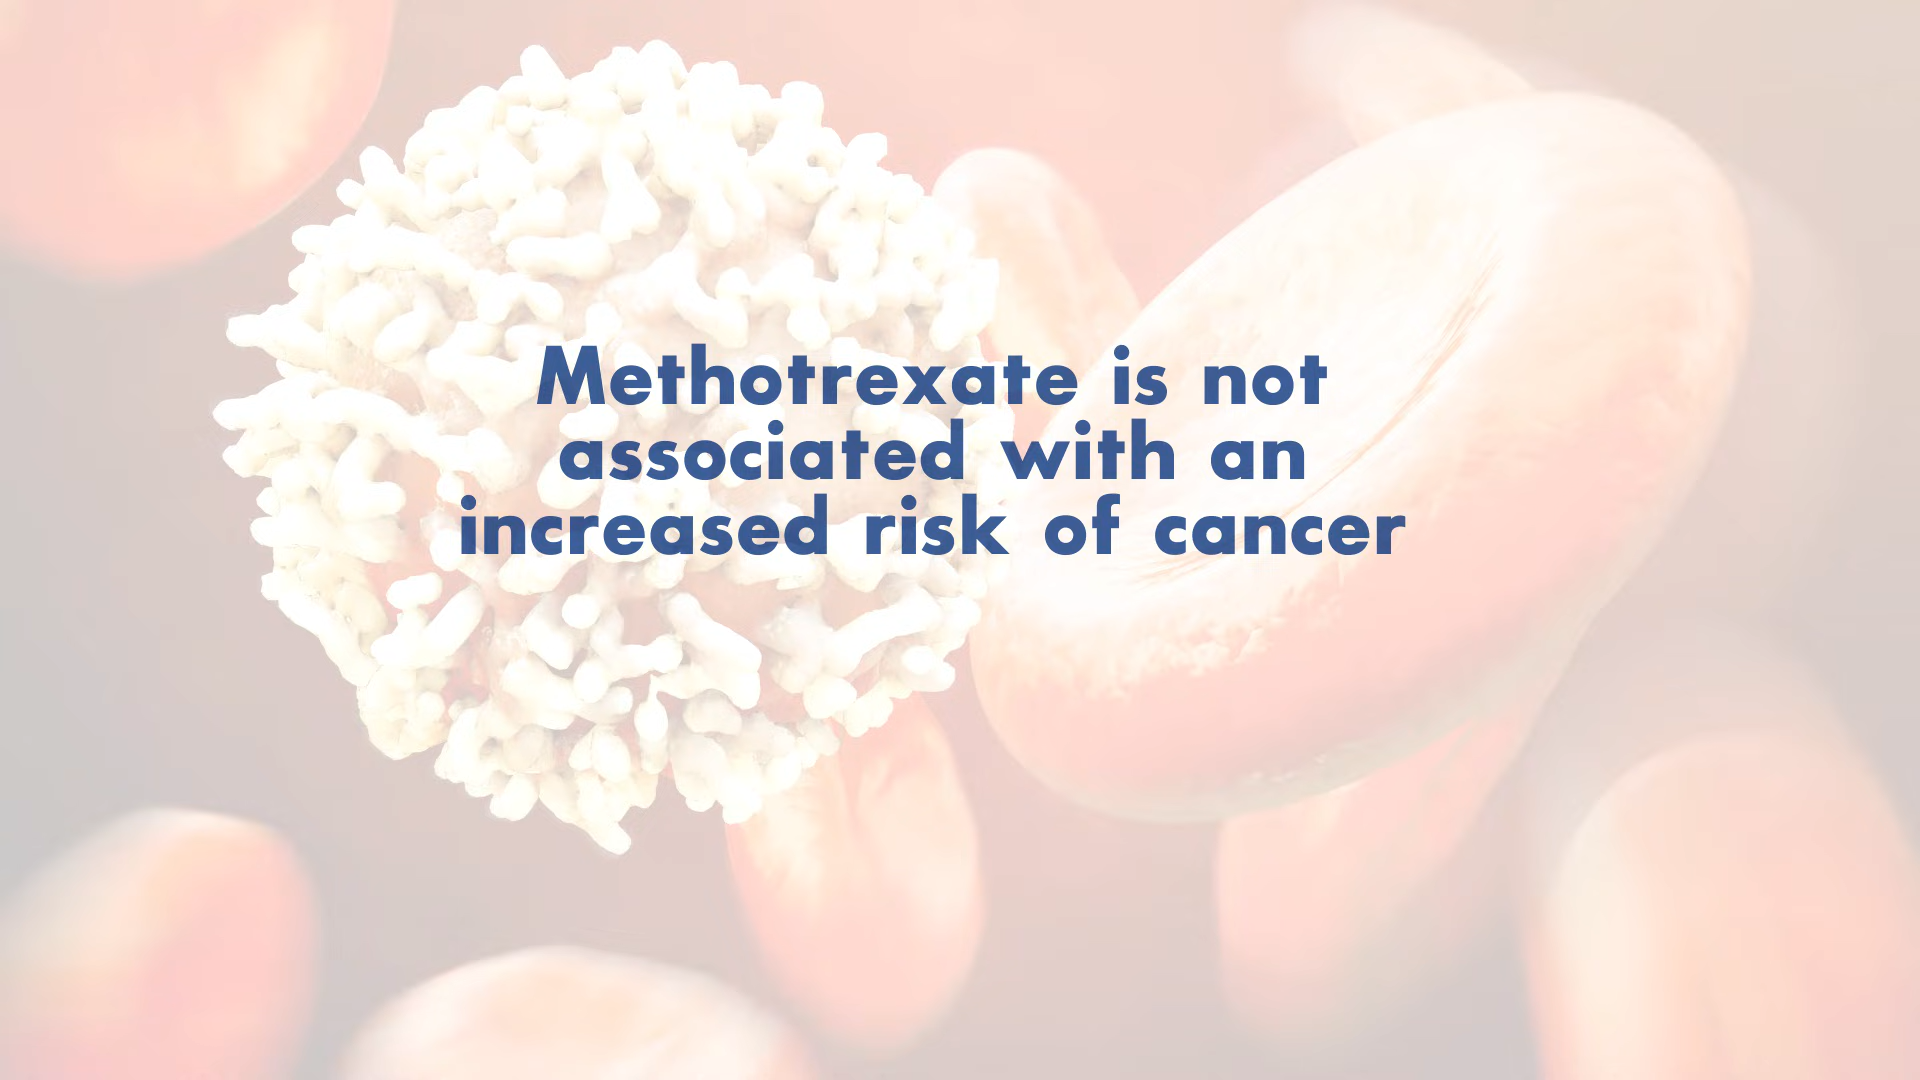 Methotrexate is not
associated with an
increased risk of cancer